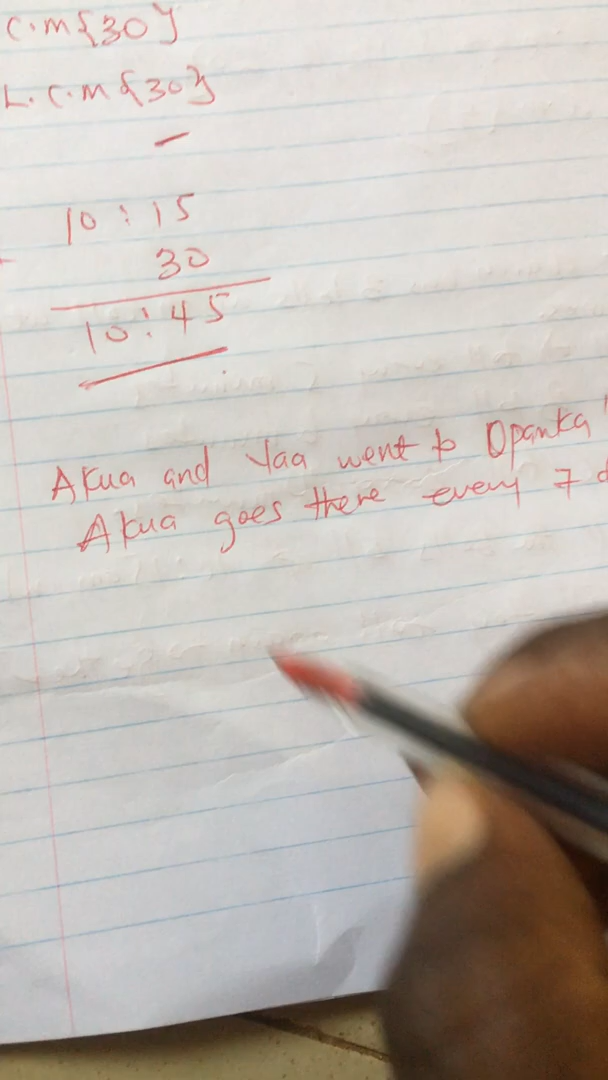 C.M{30}
L.C.M{30}
10:15
30
10:45
Akua and Yaa went to Opanka'
Akua goes there every 7 d